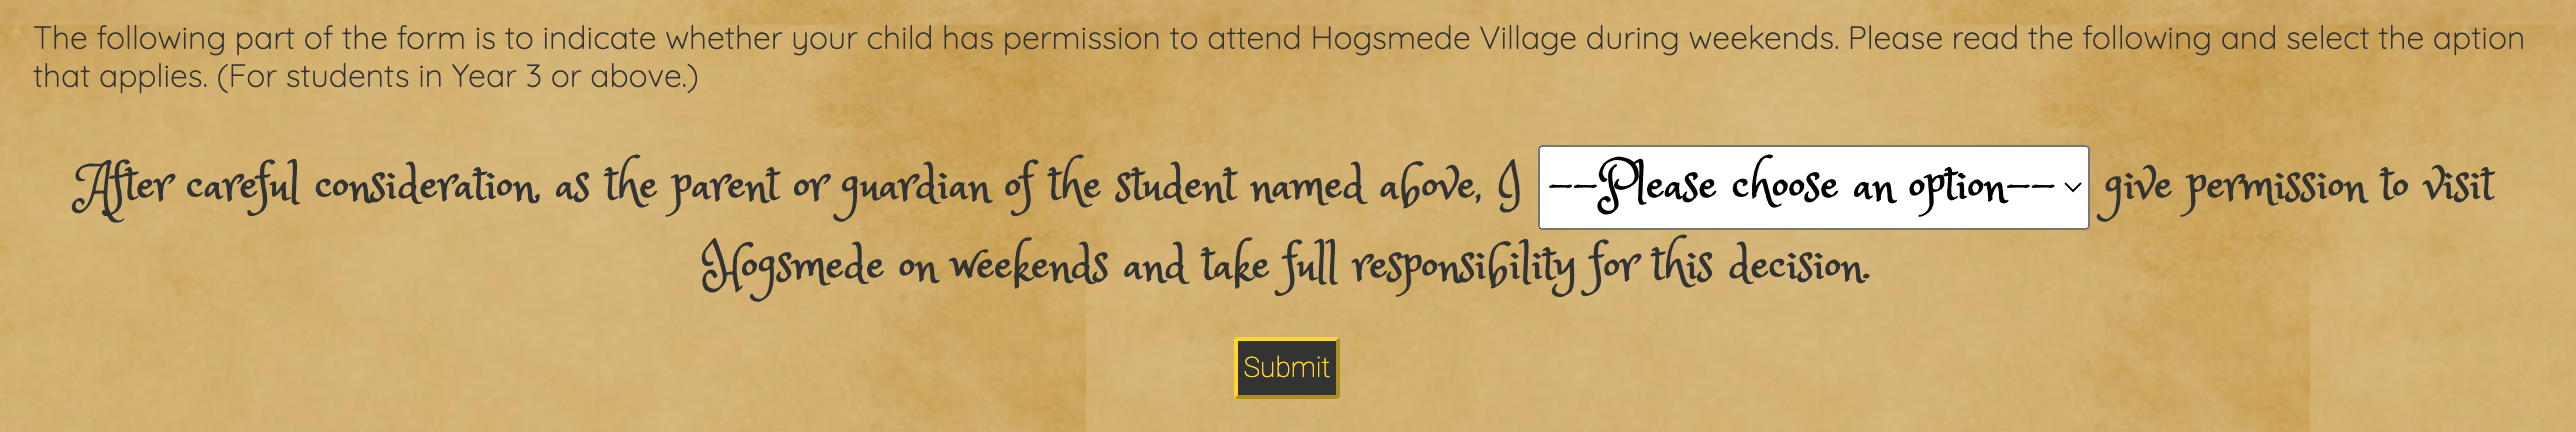 The following part of the form is to indicate whether your child has permission to attend Hogsmede Village during weekends. Please read the following and select the option
that applies. (For students in Year 3 or above.)
After careful consideration, as the parent or guardian of the student named above, I --Please choose an option-- give permission to visit
Hogsmede on weekends and take full responsibility for this decision.
Submit